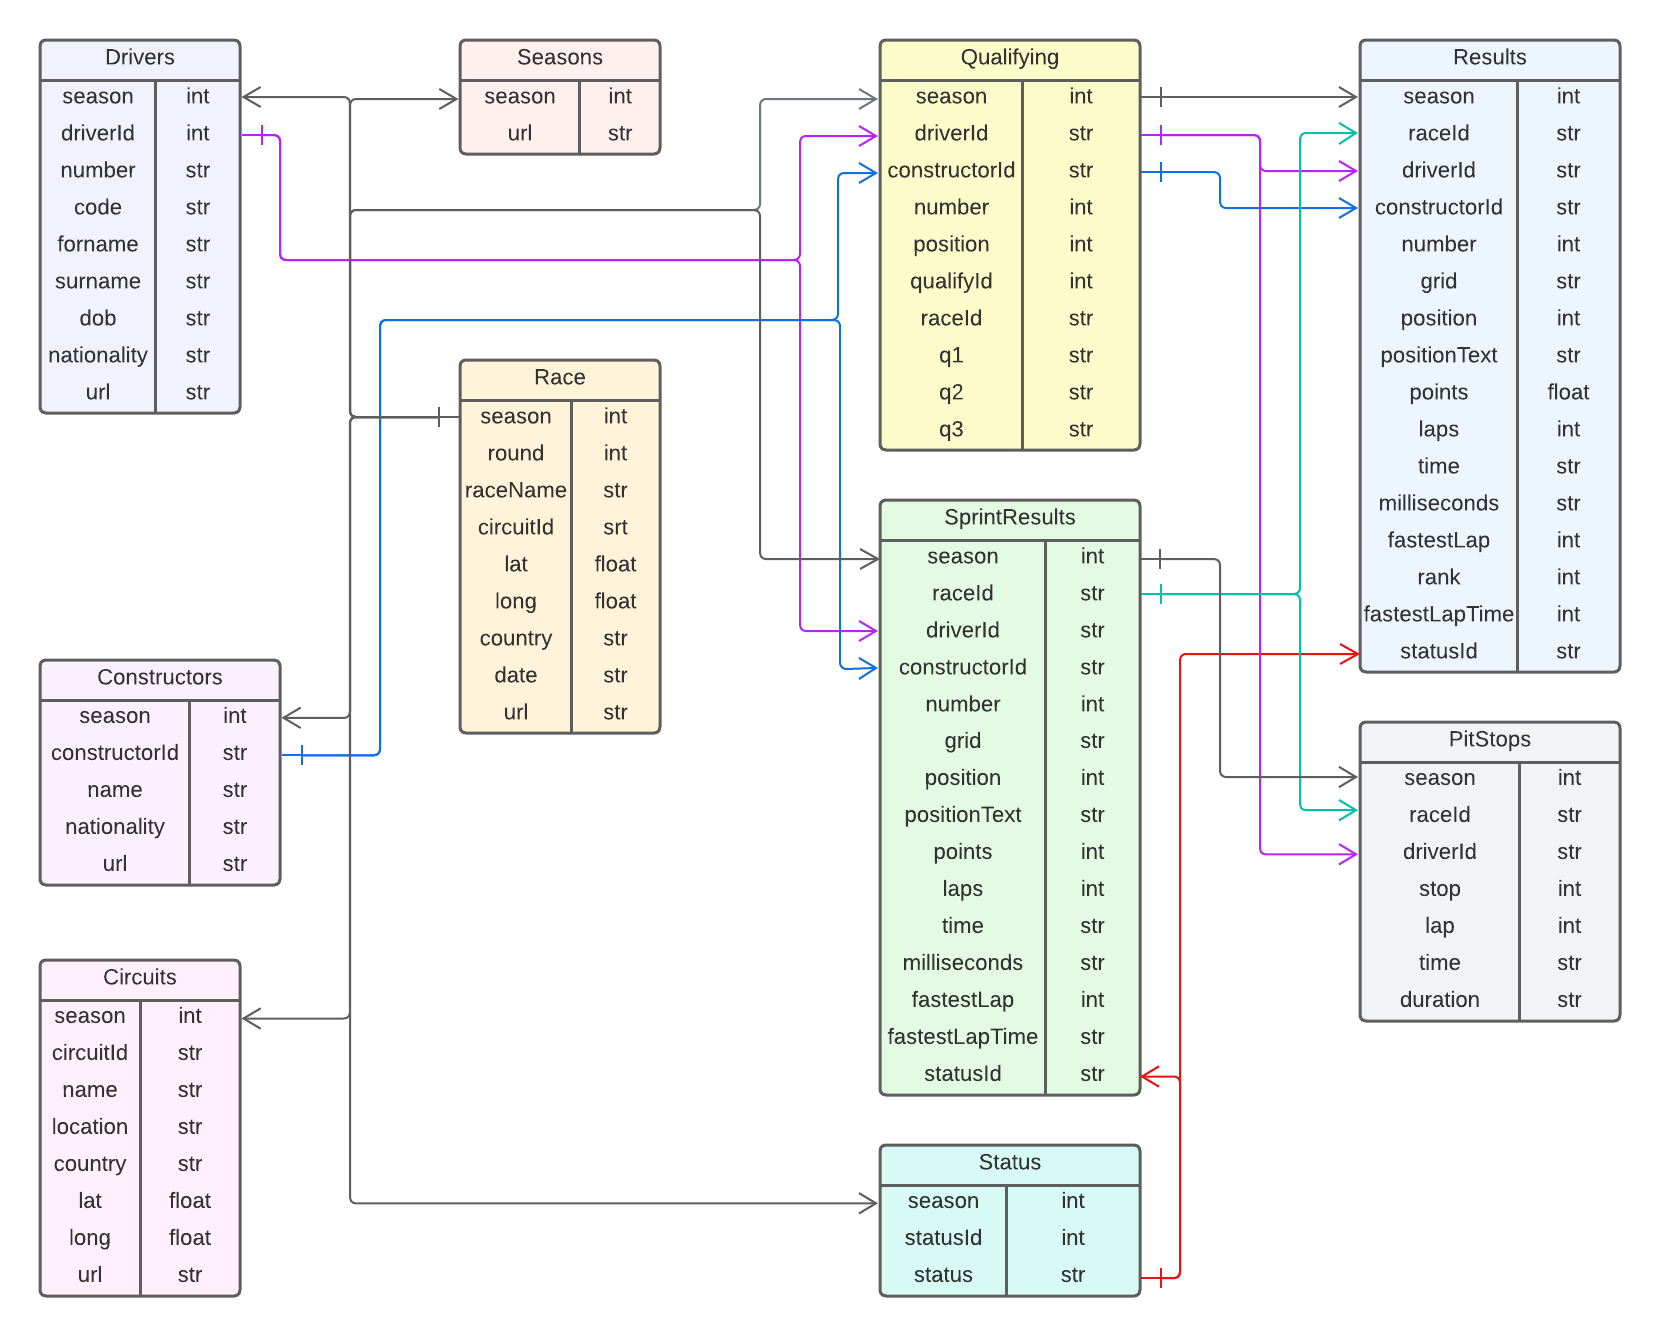 Drivers
season int
driverId int
number str
code str
forname str
surname str
dob str
nationality str
url str
Seasons
season int
url str
Qualifying
season int
driverId str
constructorId str
number int
position int
qualifyId int
raceId str
q1 str
q2 str
q3 str
Results
season int
raceId str
driverId str
constructorId str
number int
grid str
position int
positionText str
points float
laps int
time str
milliseconds str
fastestLap int
rank int
fastestLapTime int
statusId str
Race
season int
round int
raceName str
circuitId srt
lat float
long float
country str
date str
url str
SprintResults
season int
raceId str
driverId str
constructorId str
number int
grid str
position int
positionText str
points int
laps int
time str
milliseconds str
fastestLap int
fastestLapTime str
statusId str
Constructors
season int
constructorId str
name str
nationality str
url str
PitStops
season int
raceId str
driverId str
stop int
lap int
time str
duration str
Circuits
season int
circuitId str
name str
location str
country str
lat float
long float
url str
Status
season int
statusId int
status str